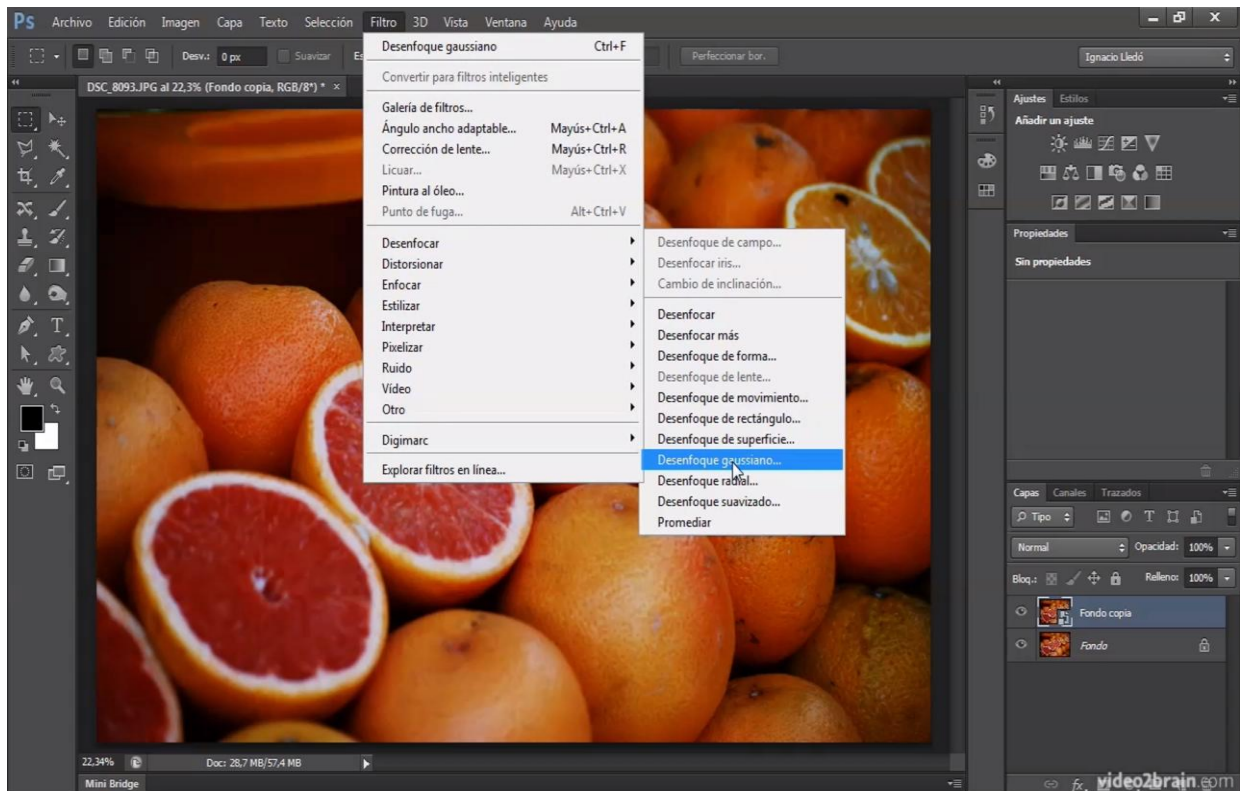 Ps Archivo Edición Imagen Capa Texto Selección Filtro 3D Vista Ventana Ayuda
Desv.: 0 px Suavizar Es Perfeccionar bor. Ignacio Lledó
DSC_8093.JPG al 22,3% (Fondo copia, RGB/8*) * ×
Desenfoque gaussiano Ctrl+F
Convertir para filtros inteligentes
Galería de filtros...
Ángulo ancho adaptable... Mayús+Ctrl+A
Corrección de lente... Mayús+Ctrl+R
Licuar... Mayús+Ctrl+X
Pintura al óleo...
Punto de fuga... Alt+Ctrl+V
Desenfocar
Distorsionar
Enfocar
Estilizar
Interpretar
Pixelizar
Ruido
Vídeo
Otro
Digimarc
Explorar filtros en línea...
Desenfoque de campo...
Desenfocar iris...
Cambio de inclinación...
Desenfocar
Desenfocar más
Desenfoque de forma...
Desenfoque de lente...
Desenfoque de movimiento...
Desenfoque de rectángulo...
Desenfoque de superficie...
Desenfoque gaussiano...
Desenfoque radial...
Desenfoque suavizado...
Promediar
Ajustes Estilos
Añadir un ajuste
Propiedades
Sin propiedades
Capas Canales Trazados
Tipo
Normal Opacidad: 100%
Bloq.: Relleno: 100%
Fondo copia
Fondo
22,34% Doc: 28,7 MB/57,4 MB
Mini Bridge
fx
video2brain.com